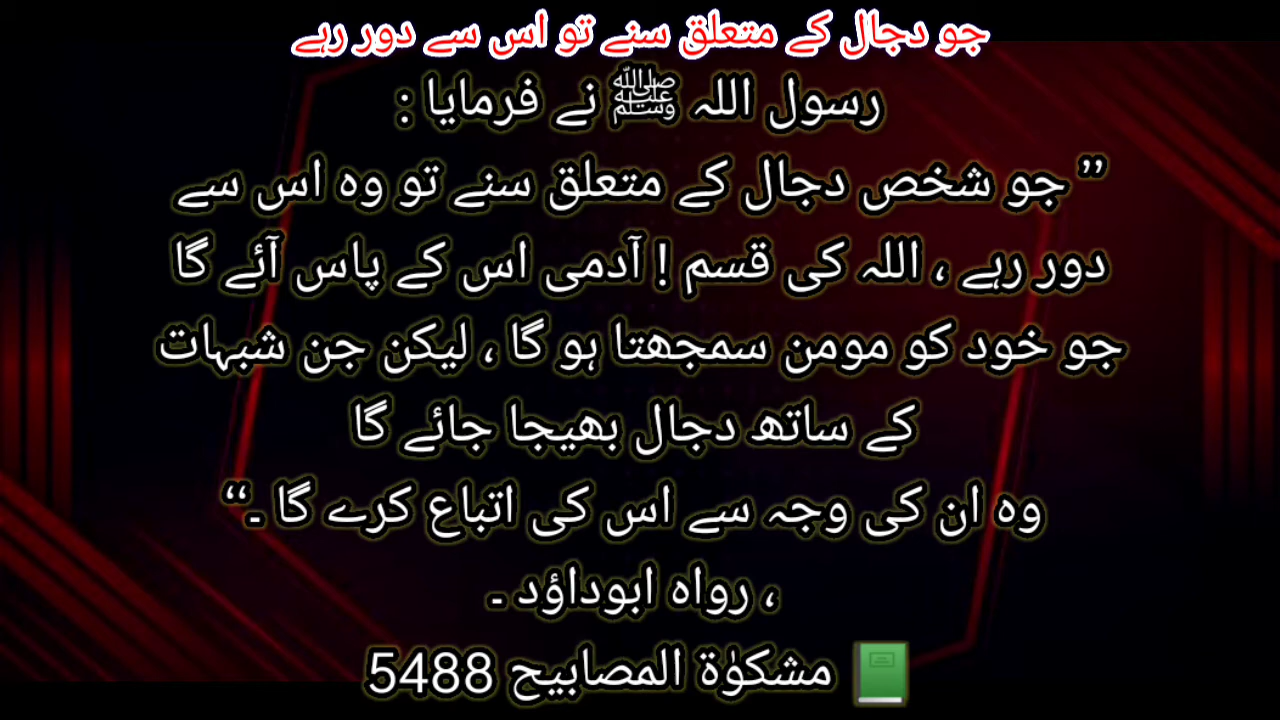 جو دجال کے متعلق سنے تو اس سے دور رہے
رسول اللہ ﷺ نے فرمایا :
’’ جو شخص دجال کے متعلق سنے تو وہ اس سے
دور رہے ، اللہ کی قسم ! آدمی اس کے پاس آئے گا
جو خود کو مومن سمجھتا ہو گا ، لیکن جن شبہات
کے ساتھ دجال بھیجا جائے گا
وہ ان کی وجہ سے اس کی اتباع کرے گا ۔‘‘
، رواہ ابوداؤد ۔
📗 مشکوٰۃ المصابیح 5488